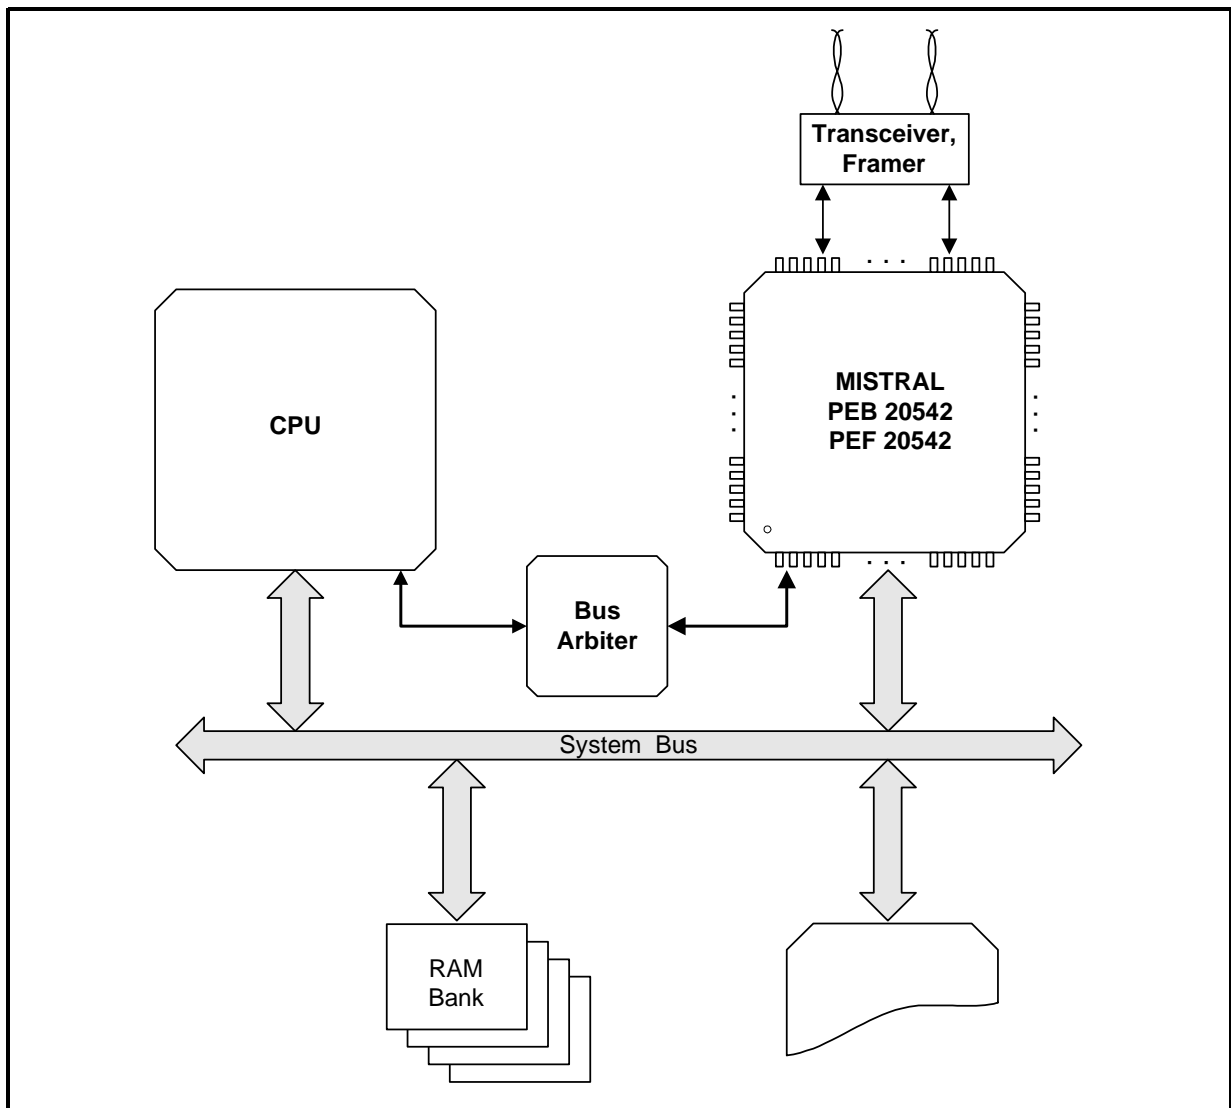 Transceiver,
Framer
CPU
MISTRAL
PEB 20542
PEF 20542
Bus
Arbiter
System Bus
RAM
Bank